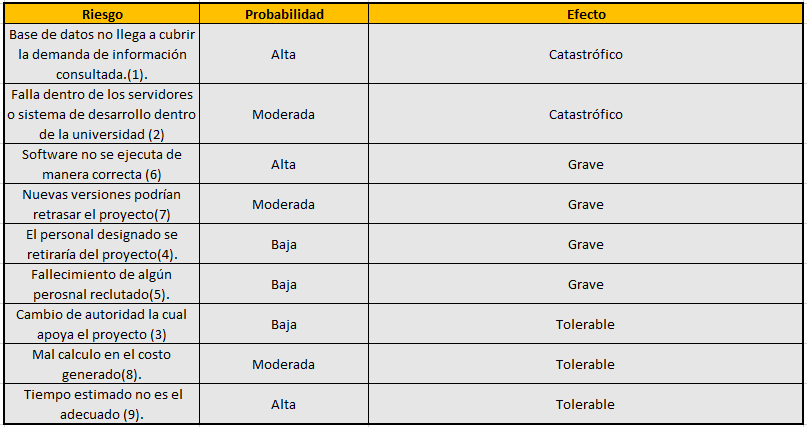 Riesgo Probabilidad Efecto
Base de datos no llega a cubrir
la demanda de información
consultada.(1).
Alta
Catastrófico
Falla dentro de los servidores
o sistema de desarrollo dentro
de la universidad (2)
Moderada
Catastrófico
Software no se ejecuta de
manera correcta (6)
Alta
Grave
Nuevas versiones podrían
retrasar el proyecto(7)
Moderada
Grave
El personal designado se
retiraría del proyecto(4).
Baja
Grave
Fallecimiento de algún
perosnal reclutado(5).
Baja
Grave
Cambio de autoridad la cual
apoya el proyecto (3)
Baja
Tolerable
Mal calculo en el costo
generado(8).
Moderada
Tolerable
Tiempo estimado no es el
adecuado (9).
Alta
Tolerable